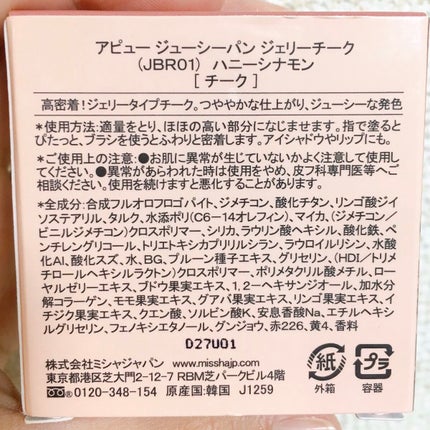 アピュー ジューシーパン ジェリーチーク
(JBR01) ハニーシナモン
[ チーク ]
高密着!ジェリータイプチーク。つややかな仕上がり、ジューシーな発色
*使用方法:適量をとり、ほほの高い部分になじませます。指で塗ると
ぴたっと、ブラシを使うとふわりと密着します。アイシャドウやリップにも。
*ご使用上の注意:●お肌に異常が生じていないかよく注意して使用し
てください。●異常があらわれた時は使用をやめ、皮フ科専門医等へご
相談ください。使用を続けますと悪化することがあります。
*全成分:合成フルオロフロゴパイト、ジメチコン、酸化チタン、リンゴ酸ジイ
ソステアリル、タルク、水添ポリ(C6-14オレフィン)、マイカ、(ジメチコン/
ビニルジメチコン)クロスポリマー、シリカ、ラウリン酸ヘキシル、酸化鉄、ペ
ンチレングリコール、トリエトキシカプリリルシラン、ラウロイルリシン、水酸
化Al、酸化スズ、水、BG、プルーン種子エキス、グリセリン、(HDI/トリメ
チロールヘキシルラクトン)クロスポリマー、ポリメタクリル酸メチル、ロー
ヤルゼリーエキス、ブドウ果実エキス、1,2-ヘキサンジオール、加水分
解コラーゲン、モモ果実エキス、グアバ果実エキス、リンゴ果実エキス、イ
チジク果実エキス、クエン酸、ソルビン酸K、安息香酸Na、エチルヘキシ
ルグリセリン、フェノキシエタノール、グンジョウ、赤226、黄4、香料
D27U01
株式会社ミシャジャパン www.misshajp.com
東京都港区芝大門2-12-7 RBM芝パークビル4階
0120-348-154 原産国:韓国 J1259
紙
外箱
プラ
容器